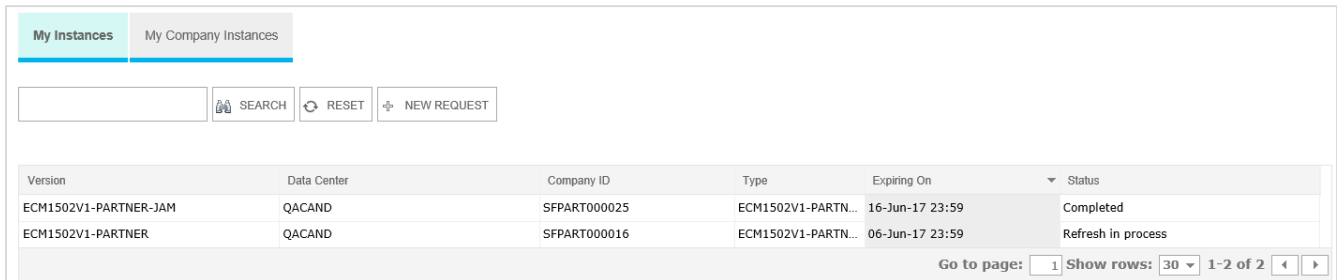 My Instances My Company Instances
SEARCH RESET NEW REQUEST
Version Data Center Company ID Type Expiring On Status
ECM1502V1-PARTNER-JAM QACAND SFPART000025 ECM1502V1-PARTN... 16-Jun-17 23:59 Completed
ECM1502V1-PARTNER QACAND SFPART000016 ECM1502V1-PARTN... 06-Jun-17 23:59 Refresh in process
Go to page: 1 Show rows: 30 1-2 of 2